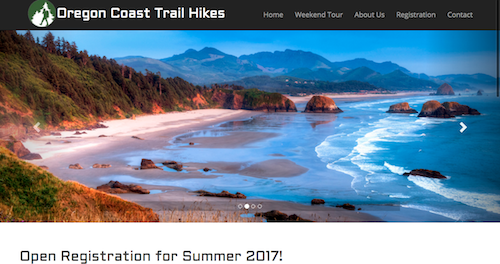 Oregon Coast Trail Hikes
Home Weekend Tour About Us Registration Contact
Open Registration for Summer 2017!